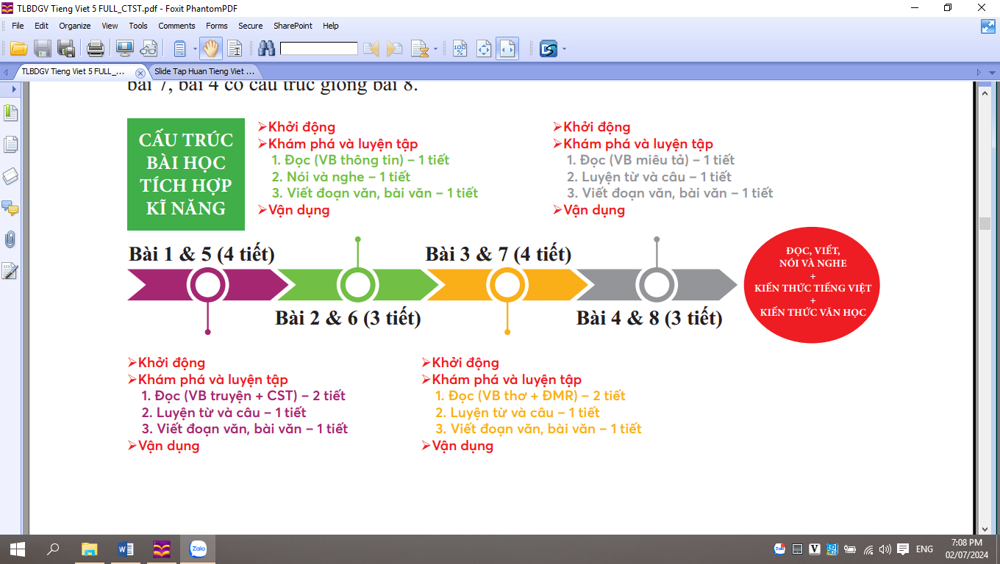 TLBDGV Tieng Viet 5 FULL_CTST.pdf - Foxit PhantomPDF
File Edit Organize View Tools Comments Forms Secure SharePoint Help
TLBDGV Tieng Viet 5 FULL_... Slide Tap Huan Tieng Viet ...
bài 7, bài 4 có cấu trúc giống bài 8.
CẤU TRÚC
BÀI HỌC
TÍCH HỢP
KĨ NĂNG
➢Khởi động
➢Khám phá và luyện tập
1. Đọc (VB thông tin) – 1 tiết
2. Nói và nghe – 1 tiết
3. Viết đoạn văn, bài văn – 1 tiết
➢Vận dụng
➢Khởi động
➢Khám phá và luyện tập
1. Đọc (VB miêu tả) – 1 tiết
2. Luyện từ và câu – 1 tiết
3. Viết đoạn văn, bài văn – 1 tiết
➢Vận dụng
Bài 1 & 5 (4 tiết)
Bài 2 & 6 (3 tiết)
Bài 3 & 7 (4 tiết)
Bài 4 & 8 (3 tiết)
ĐỌC, VIẾT,
NÓI VÀ NGHE
+
KIẾN THỨC TIẾNG VIỆT
+
KIẾN THỨC VĂN HỌC
➢Khởi động
➢Khám phá và luyện tập
1. Đọc (VB truyện + CST) – 2 tiết
2. Luyện từ và câu – 1 tiết
3. Viết đoạn văn, bài văn – 1 tiết
➢Vận dụng
➢Khởi động
➢Khám phá và luyện tập
1. Đọc (VB thơ + ĐMR) – 2 tiết
2. Luyện từ và câu – 1 tiết
3. Viết đoạn văn, bài văn – 1 tiết
➢Vận dụng
Zalo
V
ENG
7:08 PM
02/07/2024